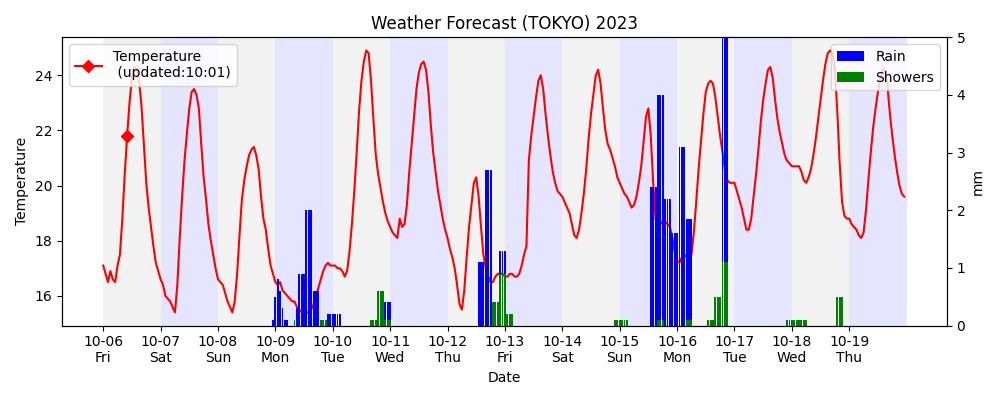 Weather Forecast (TOKYO) 2023
Temperature
(updated:10:01)
Rain
Showers
Temperature
24
22
20
18
16
5
4
3
2
1
0
mm
10-06 10-07 10-08 10-09 10-10 10-11 10-12 10-13 10-14 10-15 10-16 10-17 10-18 10-19
Fri Sat Sun Mon Tue Wed Thu Fri Sat Sun Mon Tue Wed Thu
Date